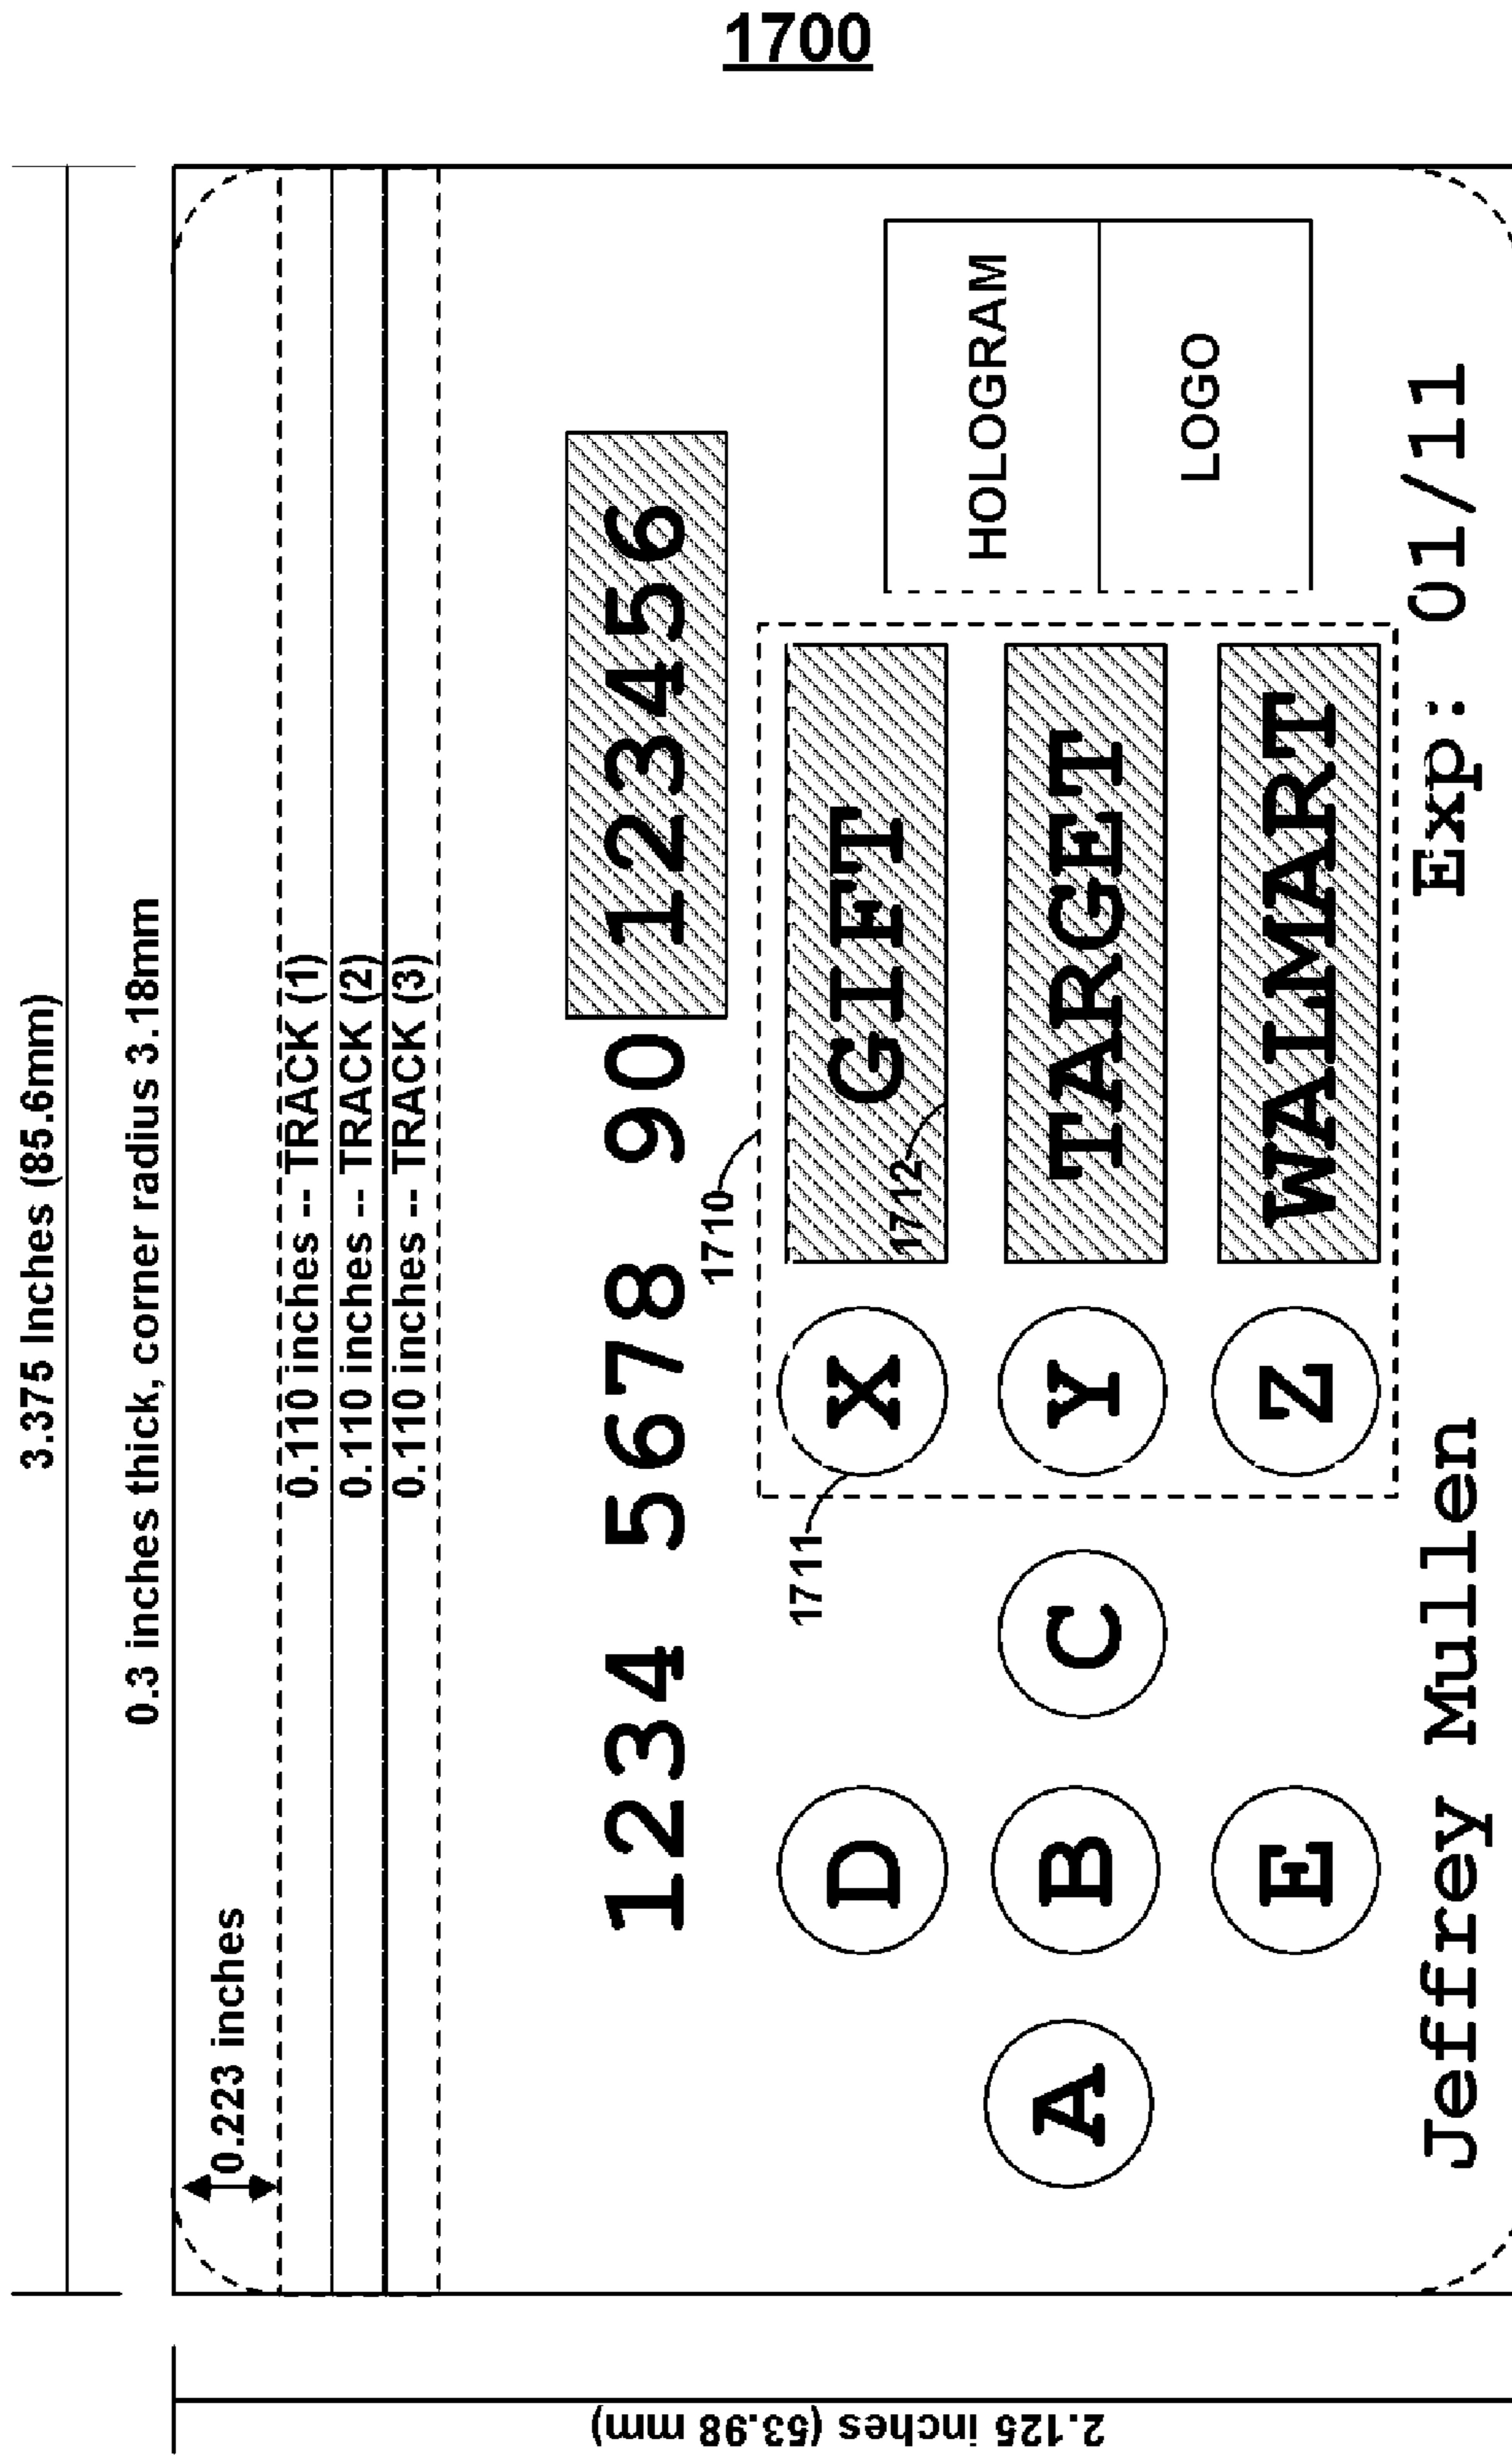 1700
3.375 Inches (85.6mm)
0.3 inches thick, corner radius 3.18mm
0.223 inches
0.110 inches -- TRACK (1)
0.110 inches -- TRACK (2)
0.110 inches -- TRACK (3)
1234 5678 90 123456
1710
1711
1712
D X GIFT
A B C Y TARGET
E Z WALMART
HOLOGRAM
LOGO
Jeffrey Mullen Exp: 01/11
2.125 inches (53.98 mm)